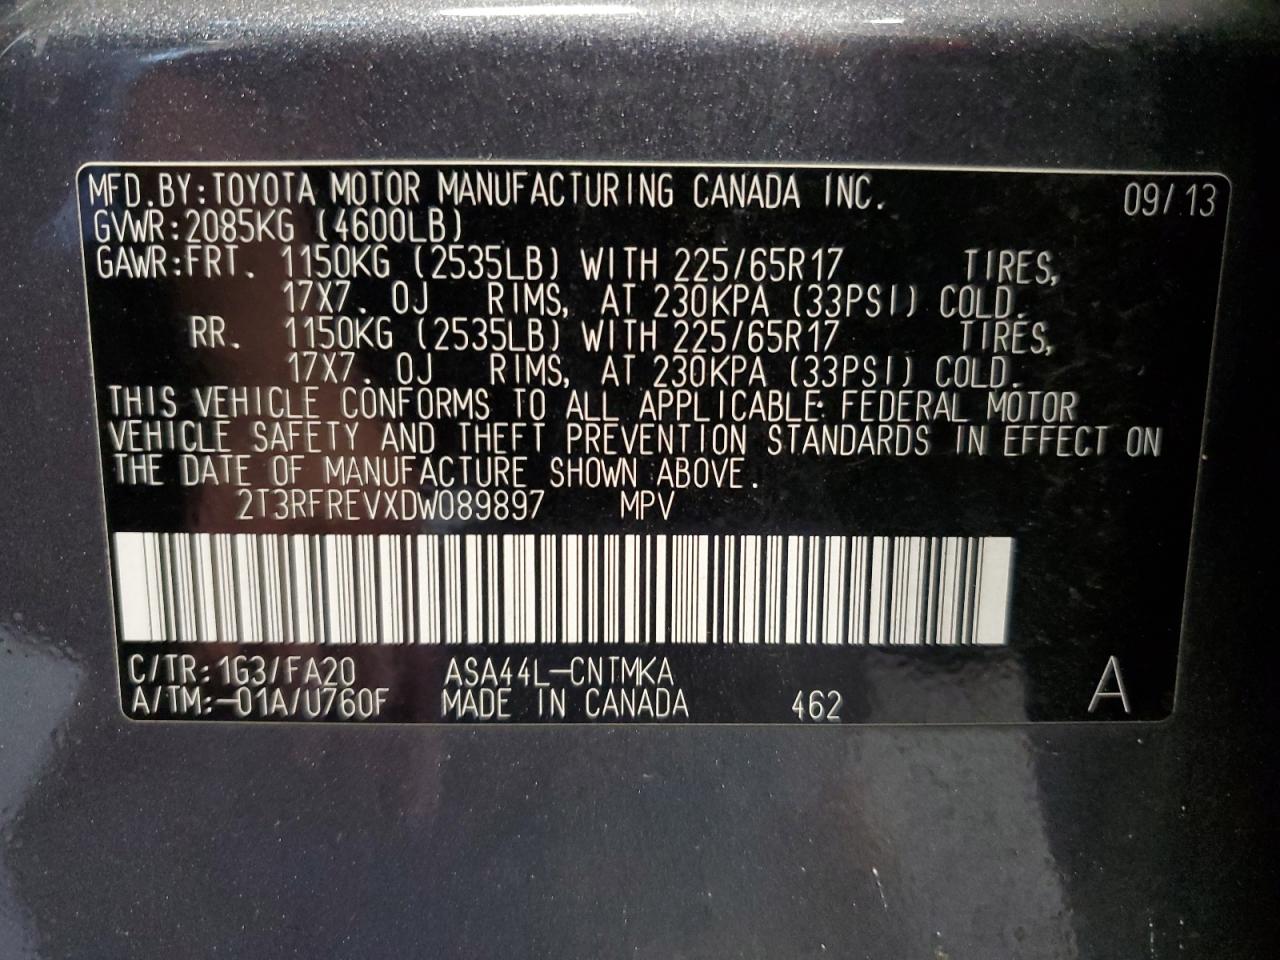 MFD.BY:TOYOTA MOTOR MANUFACTURING CANADA INC. 09/13
GVWR:2085KG (4600LB)
GAWR:FRT. 1150KG (2535LB) WITH 225/65R17 TIRES,
17X7.0J RIMS, AT 230KPA (33PSI) COLD.
RR. 1150KG (2535LB) WITH 225/65R17 TIRES,
17X7.0J RIMS, AT 230KPA (33PSI) COLD.
THIS VEHICLE CONFORMS TO ALL APPLICABLE FEDERAL MOTOR
VEHICLE SAFETY AND THEFT PREVENTION STANDARDS IN EFFECT ON
THE DATE OF MANUFACTURE SHOWN ABOVE.
2T3RFREVXDW089897 MPV
C/TR:1G3/FA20 ASA44L-CNTMKA
A/TM:-01A/U760F MADE IN CANADA 462 A